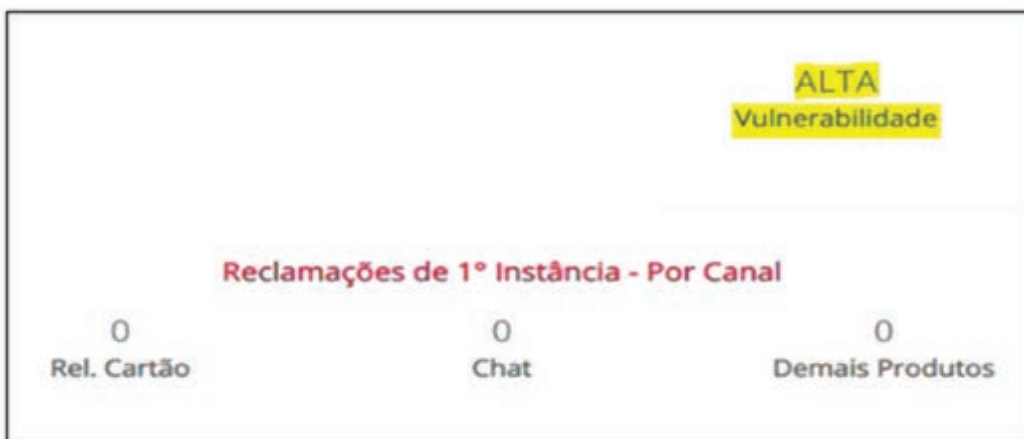 ALTA
Vulnerabilidade
Reclamações de 1° Instância - Por Canal
0 0 0
Rel. Cartão Chat Demais Produtos